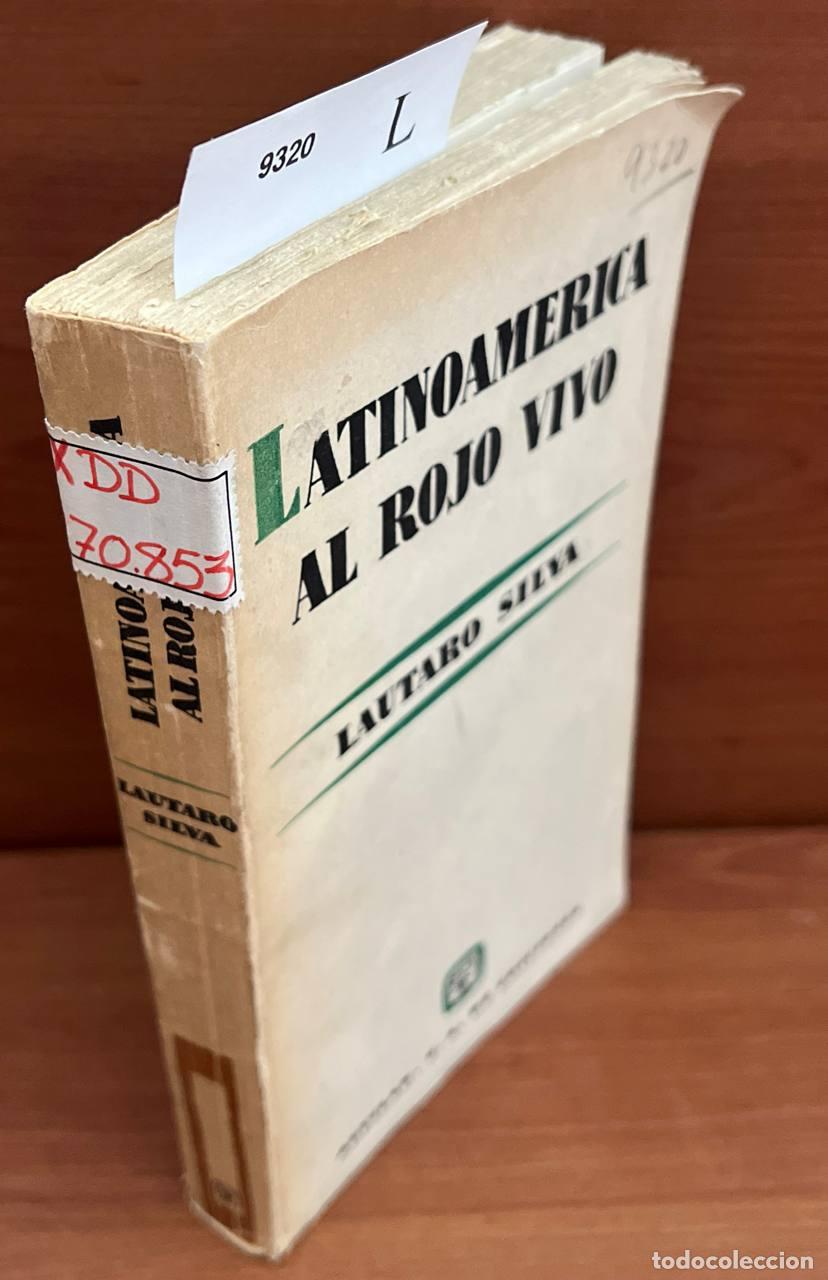 9320 L
9320
LATINOAMERICA
AL ROJO VIVO
LAUTARO SILVA
XDD
70.853
LATINOA
AL ROJ
LAUTARO
SILVA
todocoleccion